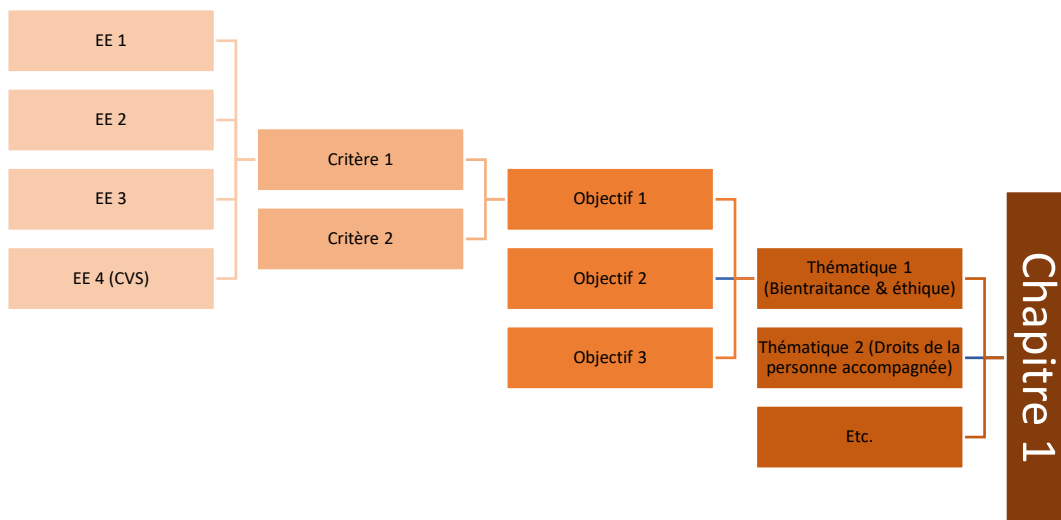 EE 1
EE 2
EE 3
EE 4 (CVS)
Critère 1
Critère 2
Objectif 1
Objectif 2
Objectif 3
Thématique 1
(Bientraitance & éthique)
Thématique 2 (Droits de la
personne accompagnée)
Etc.
Chapitre 1